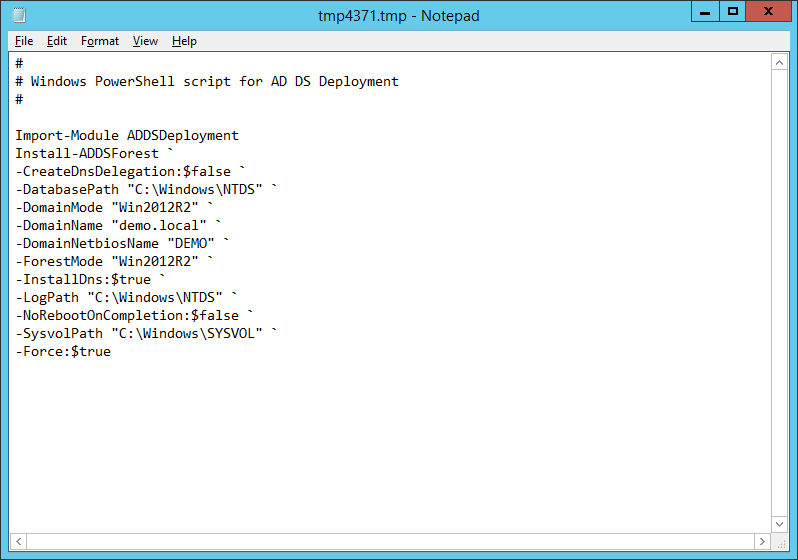 tmp4371.tmp - Notepad
File Edit Format View Help
#
# Windows PowerShell script for AD DS Deployment
#
Import-Module ADDSDeployment
Install-ADDSForest `
-CreateDnsDelegation:$false `
-DatabasePath "C:\Windows\NTDS" `
-DomainMode "Win2012R2" `
-DomainName "demo.local" `
-DomainNetbiosName "DEMO" `
-ForestMode "Win2012R2" `
-InstallDns:$true `
-LogPath "C:\Windows\NTDS" `
-NoRebootOnCompletion:$false `
-SysvolPath "C:\Windows\SYSVOL" `
-Force:$true